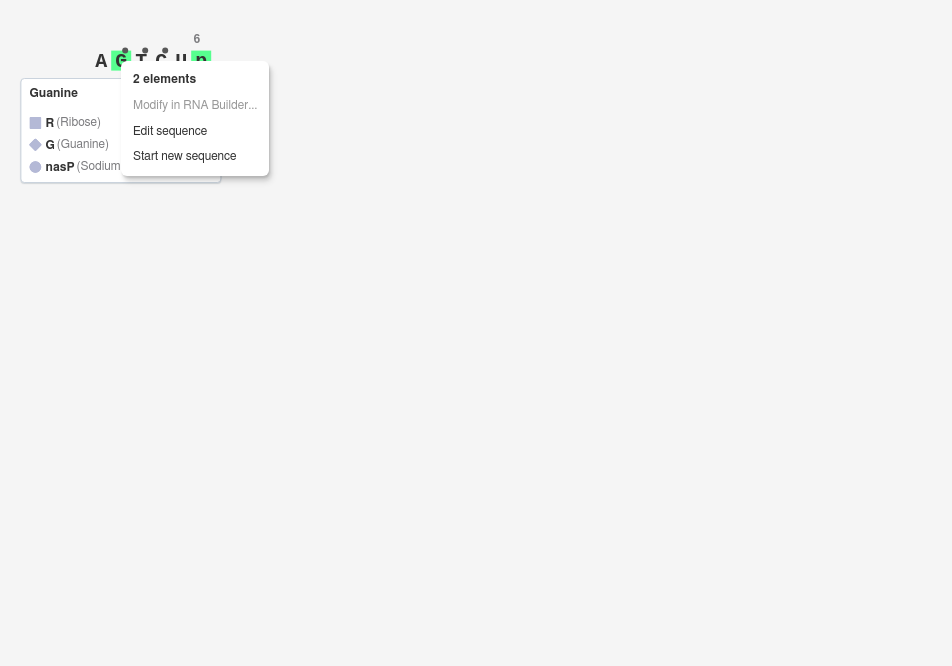 6
A G T C U p
2 elements
Guanine
Modify in RNA Builder...
R (Ribose)
Edit sequence
G (Guanine)
Start new sequence
nasP (Sodium